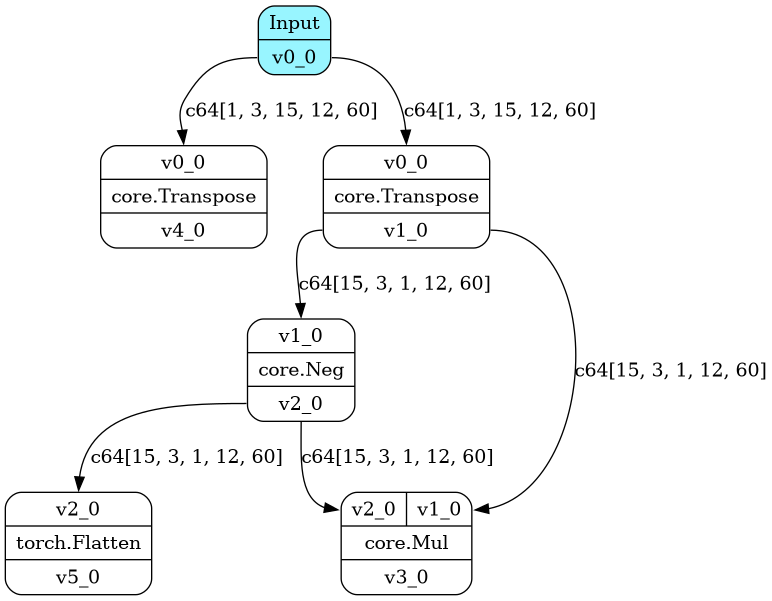 Input
v0_0
c64[1, 3, 15, 12, 60]
c64[1, 3, 15, 12, 60]
v0_0
core.Transpose
v4_0
v0_0
core.Transpose
v1_0
c64[15, 3, 1, 12, 60]
v1_0
core.Neg
v2_0
c64[15, 3, 1, 12, 60]
c64[15, 3, 1, 12, 60]
c64[15, 3, 1, 12, 60]
v2_0
torch.Flatten
v5_0
v2_0 v1_0
core.Mul
v3_0